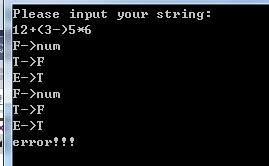 Please input your string:
12+(3-)5*6
F->num
T->F
E->T
F->num
T->F
E->T
error!!!